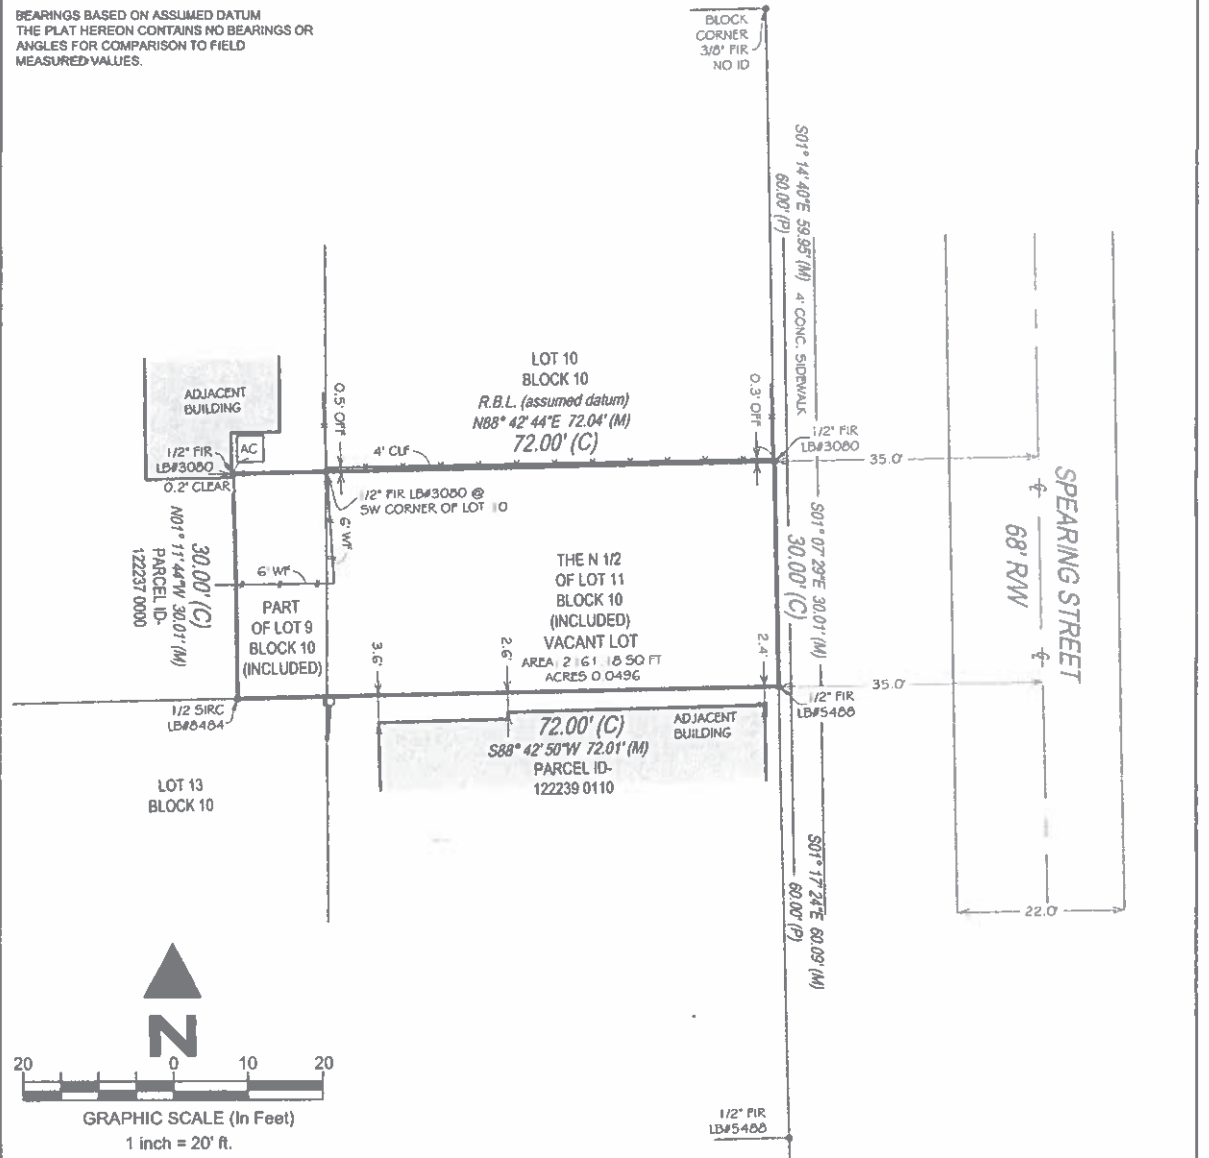 BEARINGS BASED ON ASSUMED DATUM
THE PLAT HEREON CONTAINS NO BEARINGS OR
ANGLES FOR COMPARISON TO FIELD
MEASURED VALUES.
BLOCK
CORNER
3/8" FIR
NO ID
S01° 14' 40"E 59.95' (M)
60.00' (P)
4' CONC. SIDEWALK
LOT 10
BLOCK 10
R.B.L. (assumed datum)
N88° 42' 44"E 72.04' (M)
72.00' (C)
0.5' OFF
0.3' OFF
4' CLF
ADJACENT
BUILDING
AC
1/2" FIR
LB#3080
0.2' CLEAR
1/2" FIR
LB#3080
35.0'
1/2" FIR LB#3080 @
SW CORNER OF LOT 10
6' WF
6' WF
30.00' (C)
N01° 11' 44"W 30.01' (M)
PARCEL ID-
122237 0000
PART
OF LOT 9
BLOCK 10
(INCLUDED)
THE N 1/2
OF LOT 11
BLOCK 10
(INCLUDED)
VACANT LOT
AREA 2161.18 SQ FT
ACRES 0.0496
S01° 07' 29"E 30.01' (M)
30.00' (C)
SPEARING STREET
68' R/W
3.6'
2.6'
2.4'
35.0'
1/2" FIR
LB#5488
1/2 SIRC
LB#8484
72.00' (C)
S88° 42' 50"W 72.01' (M)
PARCEL ID-
122239 0110
ADJACENT
BUILDING
LOT 13
BLOCK 10
S01° 17' 24"E 60.09' (M)
60.00' (P)
22.0'
N
20 0 10 20
GRAPHIC SCALE (In Feet)
1 inch = 20' ft.
1/2" FIR
LB#5488